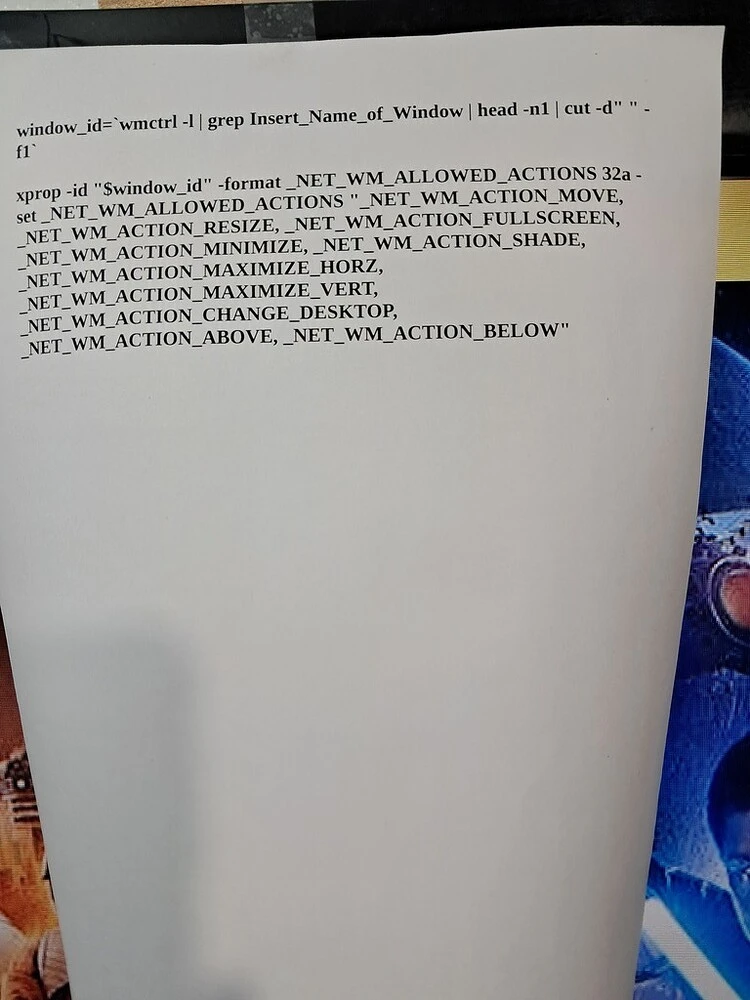 window_id=`wmctrl -l | grep Insert_Name_of_Window | head -n1 | cut -d" " -
f1`
xprop -id "$window_id" -format _NET_WM_ALLOWED_ACTIONS 32a -
set _NET_WM_ALLOWED_ACTIONS "_NET_WM_ACTION_MOVE,
_NET_WM_ACTION_RESIZE, _NET_WM_ACTION_FULLSCREEN,
_NET_WM_ACTION_MINIMIZE, _NET_WM_ACTION_SHADE,
_NET_WM_ACTION_MAXIMIZE_HORZ,
_NET_WM_ACTION_MAXIMIZE_VERT,
_NET_WM_ACTION_CHANGE_DESKTOP,
_NET_WM_ACTION_ABOVE, _NET_WM_ACTION_BELOW"